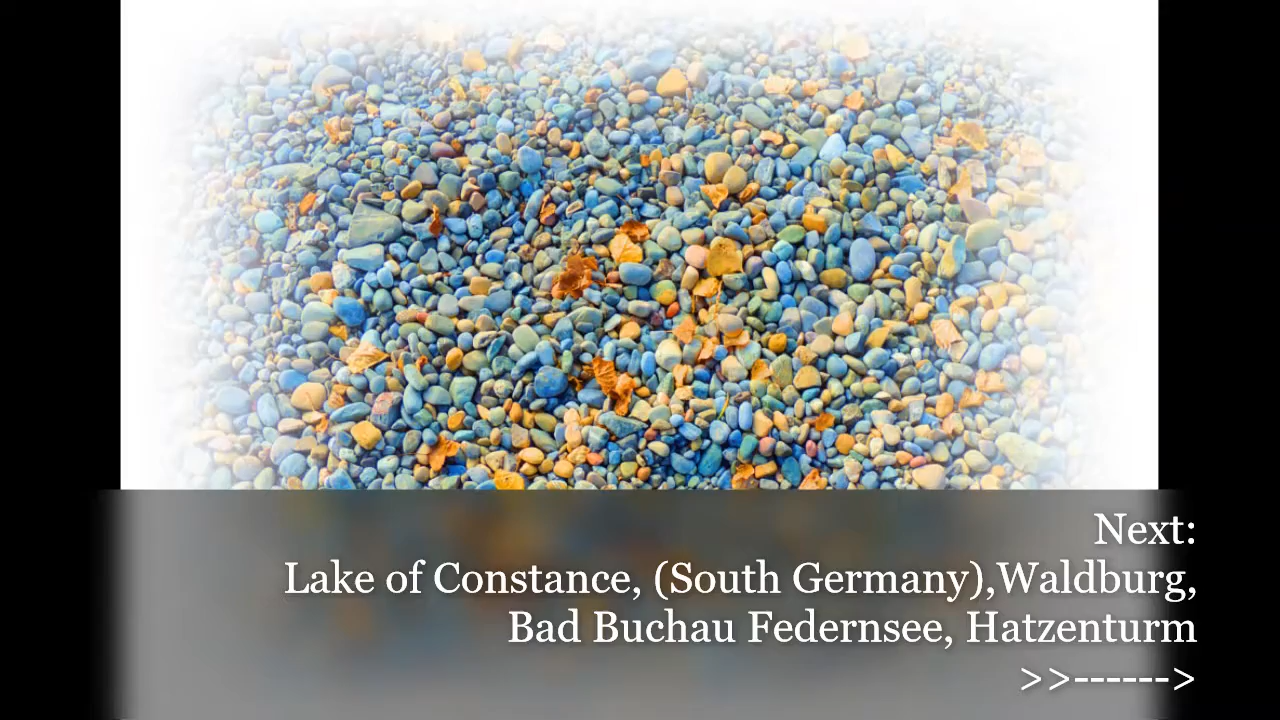 Next:
Lake of Constance, (South Germany),Waldburg,
Bad Buchau Federnsee, Hatzenturm
>>------>